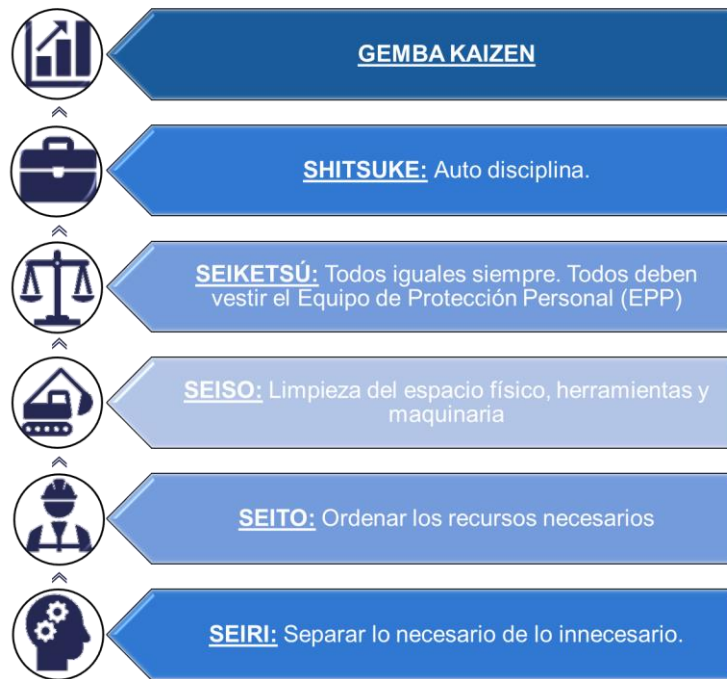 GEMBA KAIZEN
SHITSUKE: Auto disciplina.
SEIKETSÚ: Todos iguales siempre. Todos deben
vestir el Equipo de Protección Personal (EPP)
SEISO: Limpieza del espacio físico, herramientas y
maquinaria
SEITO: Ordenar los recursos necesarios
SEIRI: Separar lo necesario de lo innecesario.